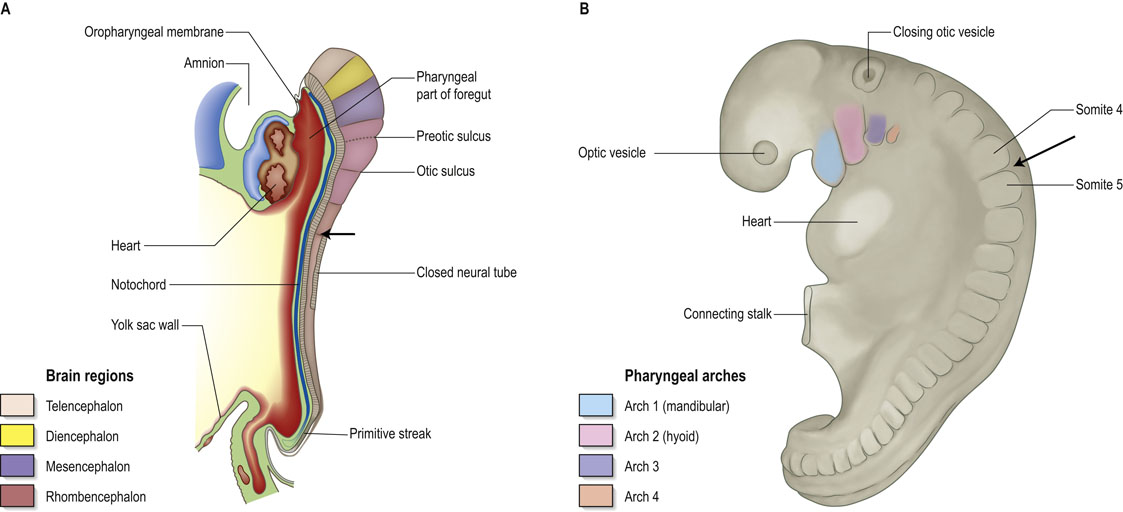 A
Oropharyngeal membrane
Amnion
Pharyngeal
part of foregut
Preotic sulcus
Otic sulcus
Heart
Closed neural tube
Notochord
Yolk sac wall
Primitive streak
Brain regions
Telencephalon
Diencephalon
Mesencephalon
Rhombencephalon
B
Closing otic vesicle
Somite 4
Optic vesicle
Somite 5
Heart
Connecting stalk
Pharyngeal arches
Arch 1 (mandibular)
Arch 2 (hyoid)
Arch 3
Arch 4